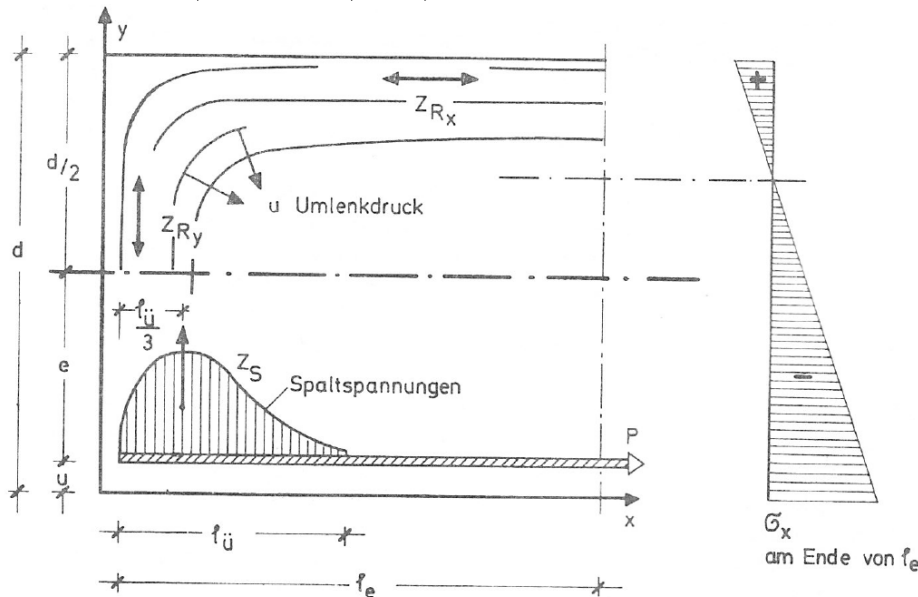 y
d
d/2
e
u
Z_Rx
Z_Ry
u Umlenkdruck
l_ü/3
Z_S
Spaltspannungen
P
x
l_ü
l_e
+
−
σ_x
am Ende von l_e